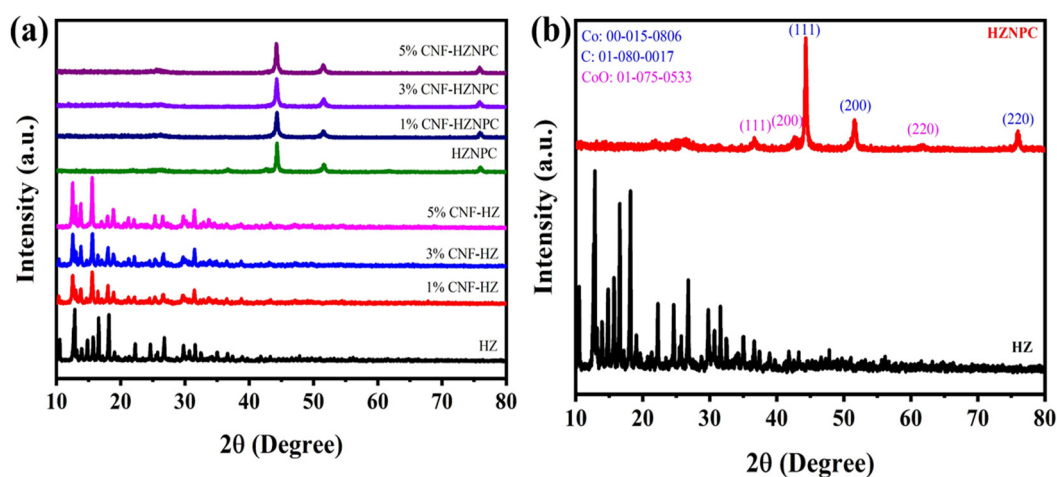 (a)
5% CNF-HZNPC
3% CNF-HZNPC
1% CNF-HZNPC
HZNPC
5% CNF-HZ
3% CNF-HZ
1% CNF-HZ
HZ
Intensity (a.u.)
10 20 30 40 50 60 70 80
2θ (Degree)
(b)
Co: 00-015-0806
C: 01-080-0017
CoO: 01-075-0533
(111)
HZNPC
(111) (200) (200) (220) (220)
HZ
Intensity (a.u.)
10 20 30 40 50 60 70 80
2θ (Degree)